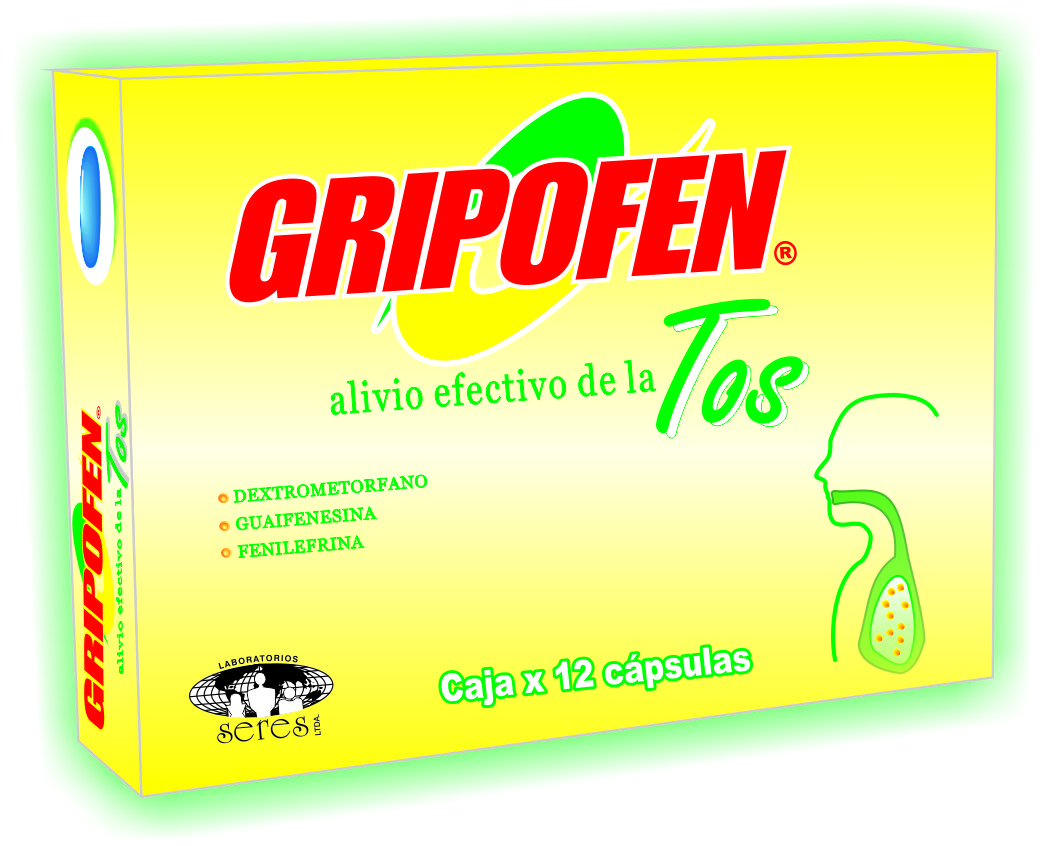 GRIPOFEN®
alivio efectivo de la Tos
DEXTROMETORFANO
GUAIFENESINA
FENILEFRINA
LABORATORIOS
seres LTDA.
Caja x 12 cápsulas
GRIPOFEN®
alivio efectivo de la Tos